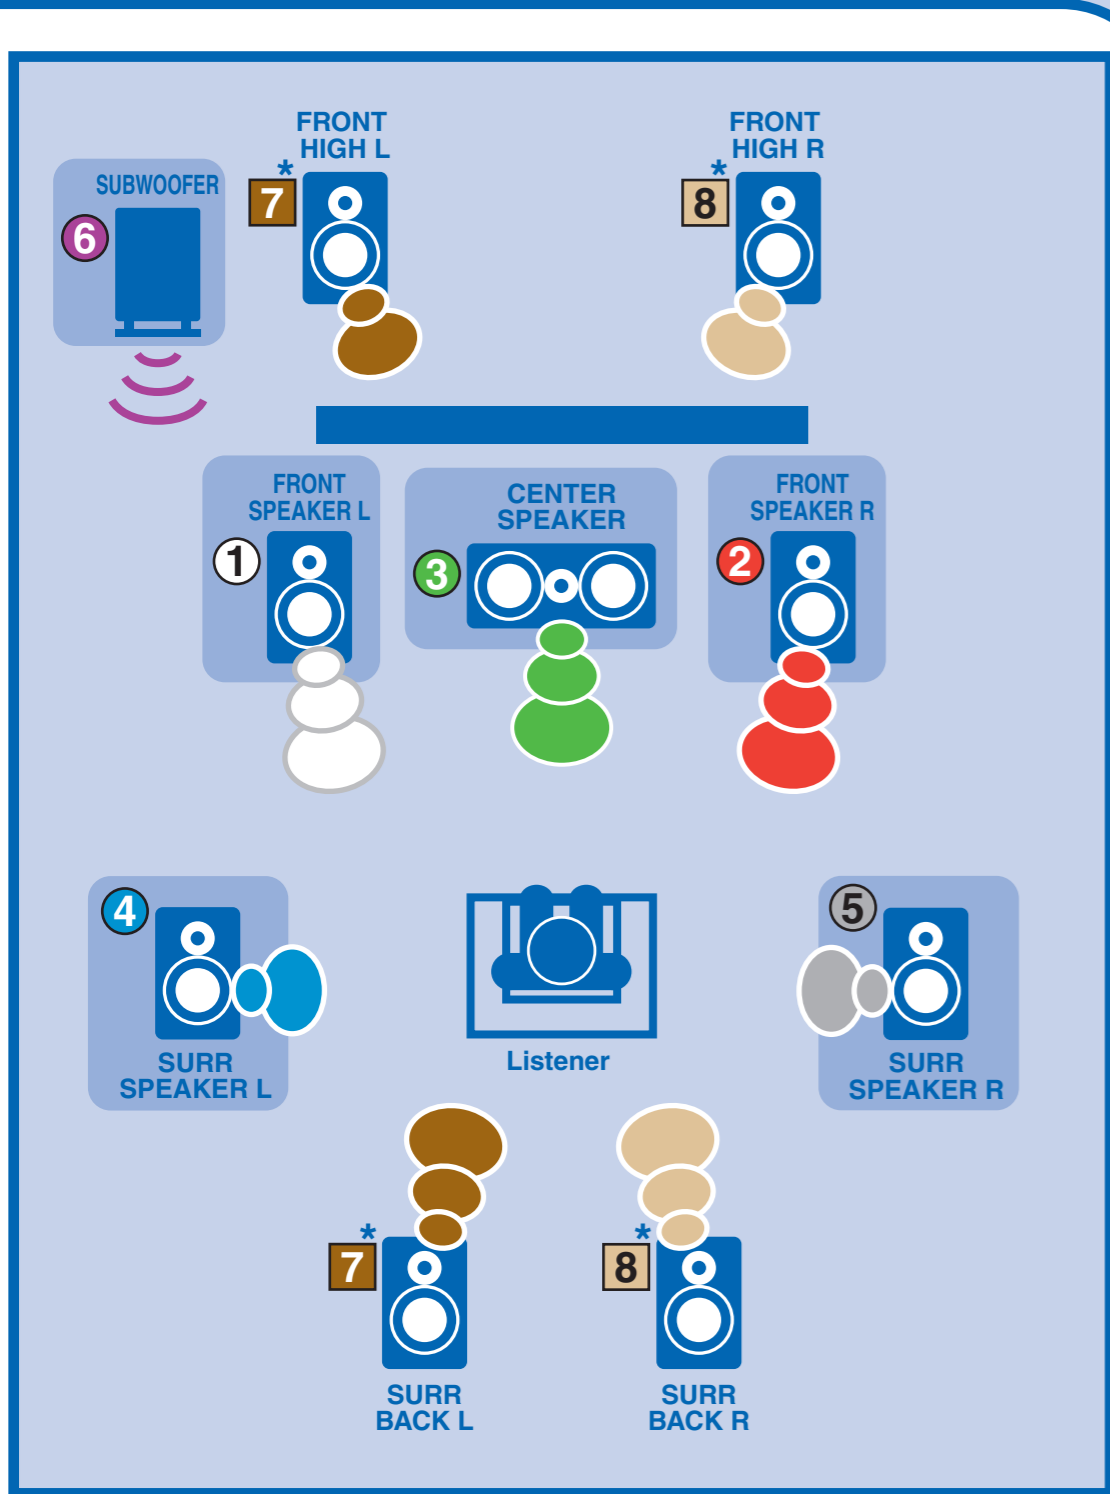 FRONT
HIGH L
*
7
FRONT
HIGH R
*
8
SUBWOOFER
6
FRONT
SPEAKER L
1
CENTER
SPEAKER
3
FRONT
SPEAKER R
2
4
SURR
SPEAKER L
Listener
5
SURR
SPEAKER R
*
7
SURR
BACK L
*
8
SURR
BACK R